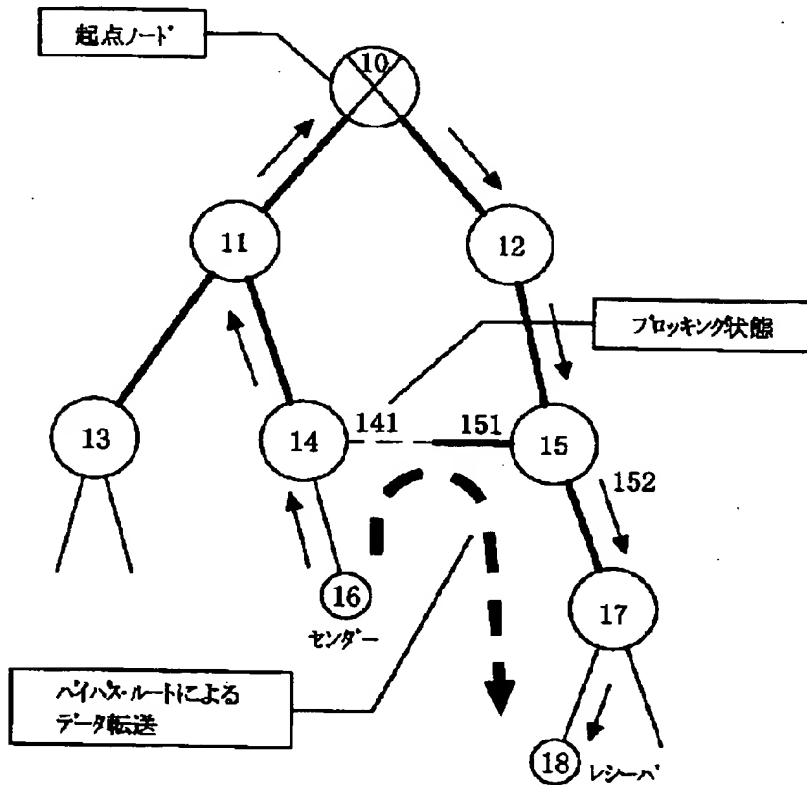 起点ノード
10
11
12
ブロッキング状態
13
14
141
151
15
152
16
センダー
17
バイパス・ルートによる
データ転送
18
レシーバ